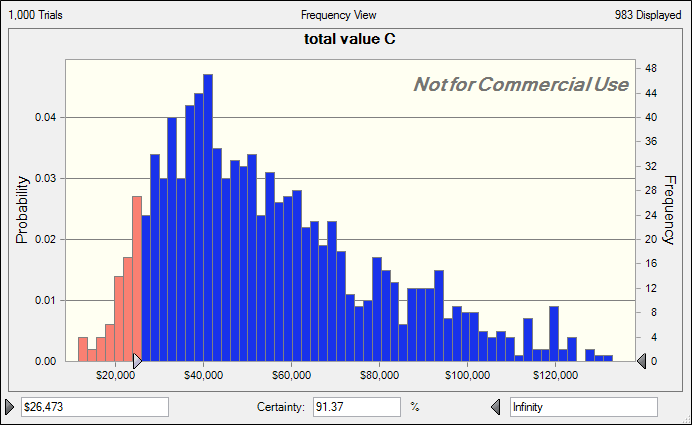 1,000 Trials Frequency View 983 Displayed
total value C
Not for Commercial Use
Probability
0.04
0.03
0.02
0.01
0.00
48
44
40
36
32
28
24
20
16
12
8
4
0
Frequency
$20,000 $40,000 $60,000 $80,000 $100,000 $120,000
$26,473 Certainty: 91.37 % Infinity